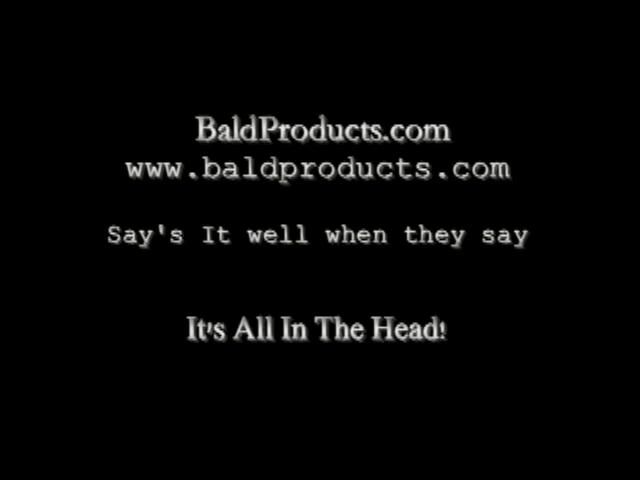 BaldProducts.com
www.baldproducts.com
Say's It well when they say
It's All In The Head!